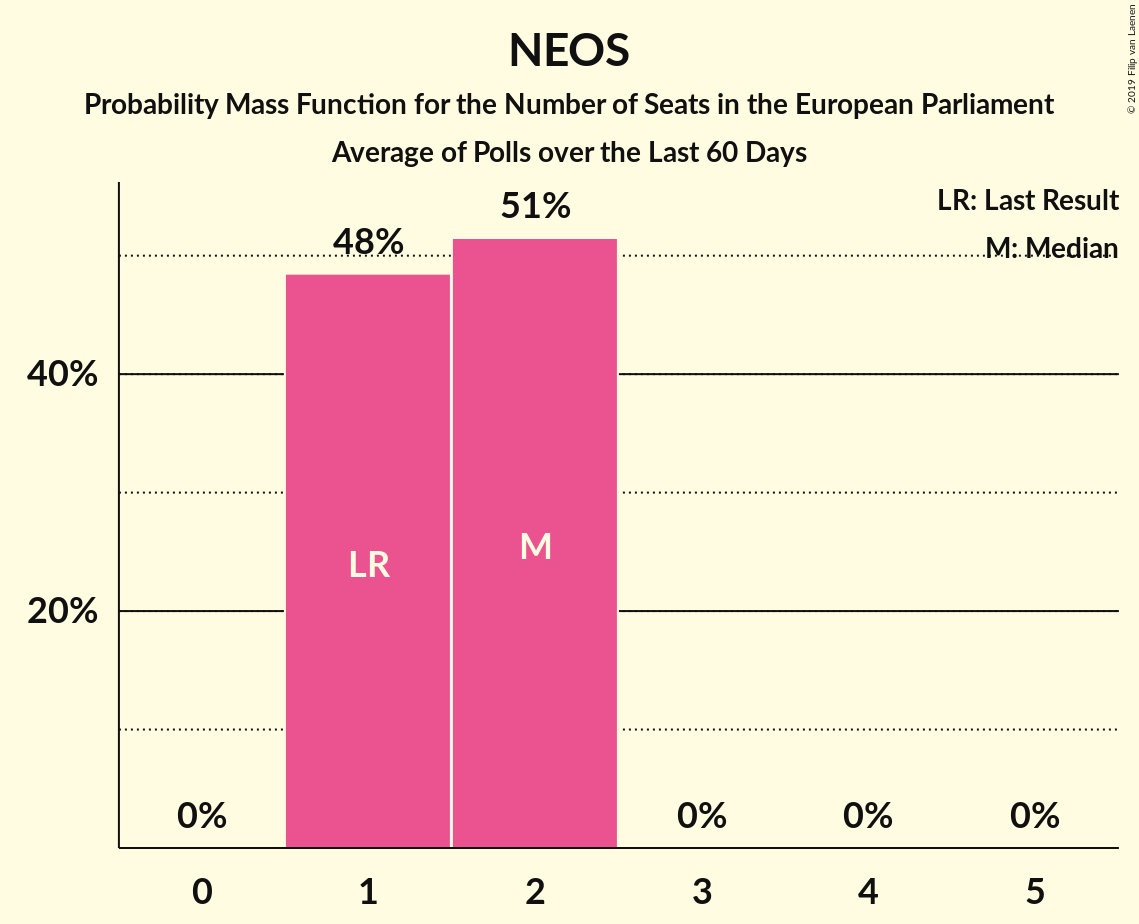 NEOS
Probability Mass Function for the Number of Seats in the European Parliament
Average of Polls over the Last 60 Days
© 2019 Filip van Laenen
LR: Last Result
M: Median
51%
48%
40%
20%
LR
M
0%
0%
0%
0%
0
1
2
3
4
5